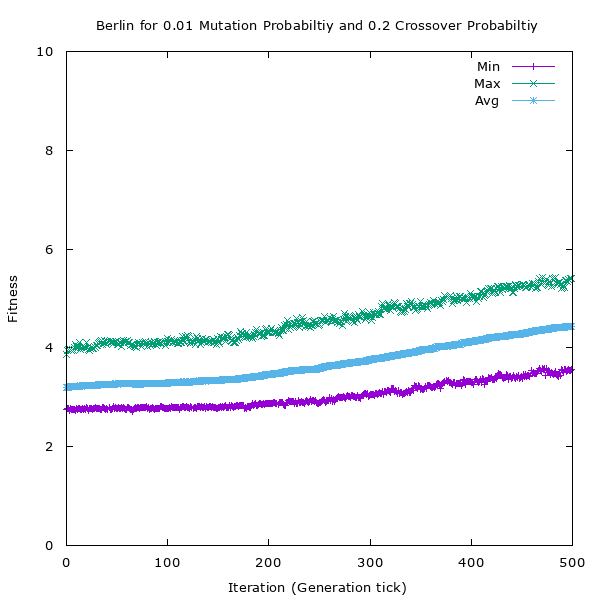 Berlin for 0.01 Mutation Probabiltiy and 0.2 Crossover Probabiltiy
10
8
6
4
2
0
Fitness
Min
Max
Avg
0 100 200 300 400 500
Iteration (Generation tick)